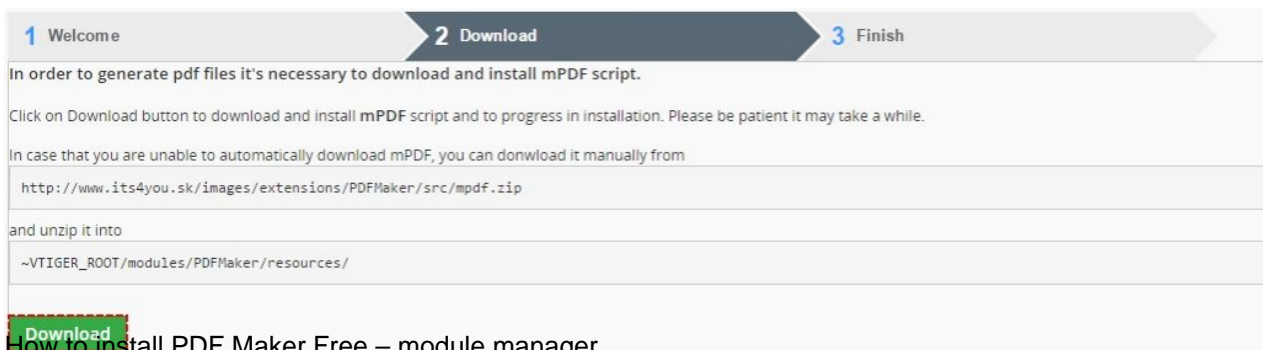 1 Welcome
2 Download
3 Finish
In order to generate pdf files it's necessary to download and install mPDF script.
Click on Download button to download and install mPDF script and to progress in installation. Please be patient it may take a while.
In case that you are unable to automatically download mPDF, you can donwload it manually from
http://www.its4you.sk/images/extensions/PDFMaker/src/mpdf.zip
and unzip it into
~VTIGER_ROOT/modules/PDFMaker/resources/
Download
How to install PDF Maker Free – module manager